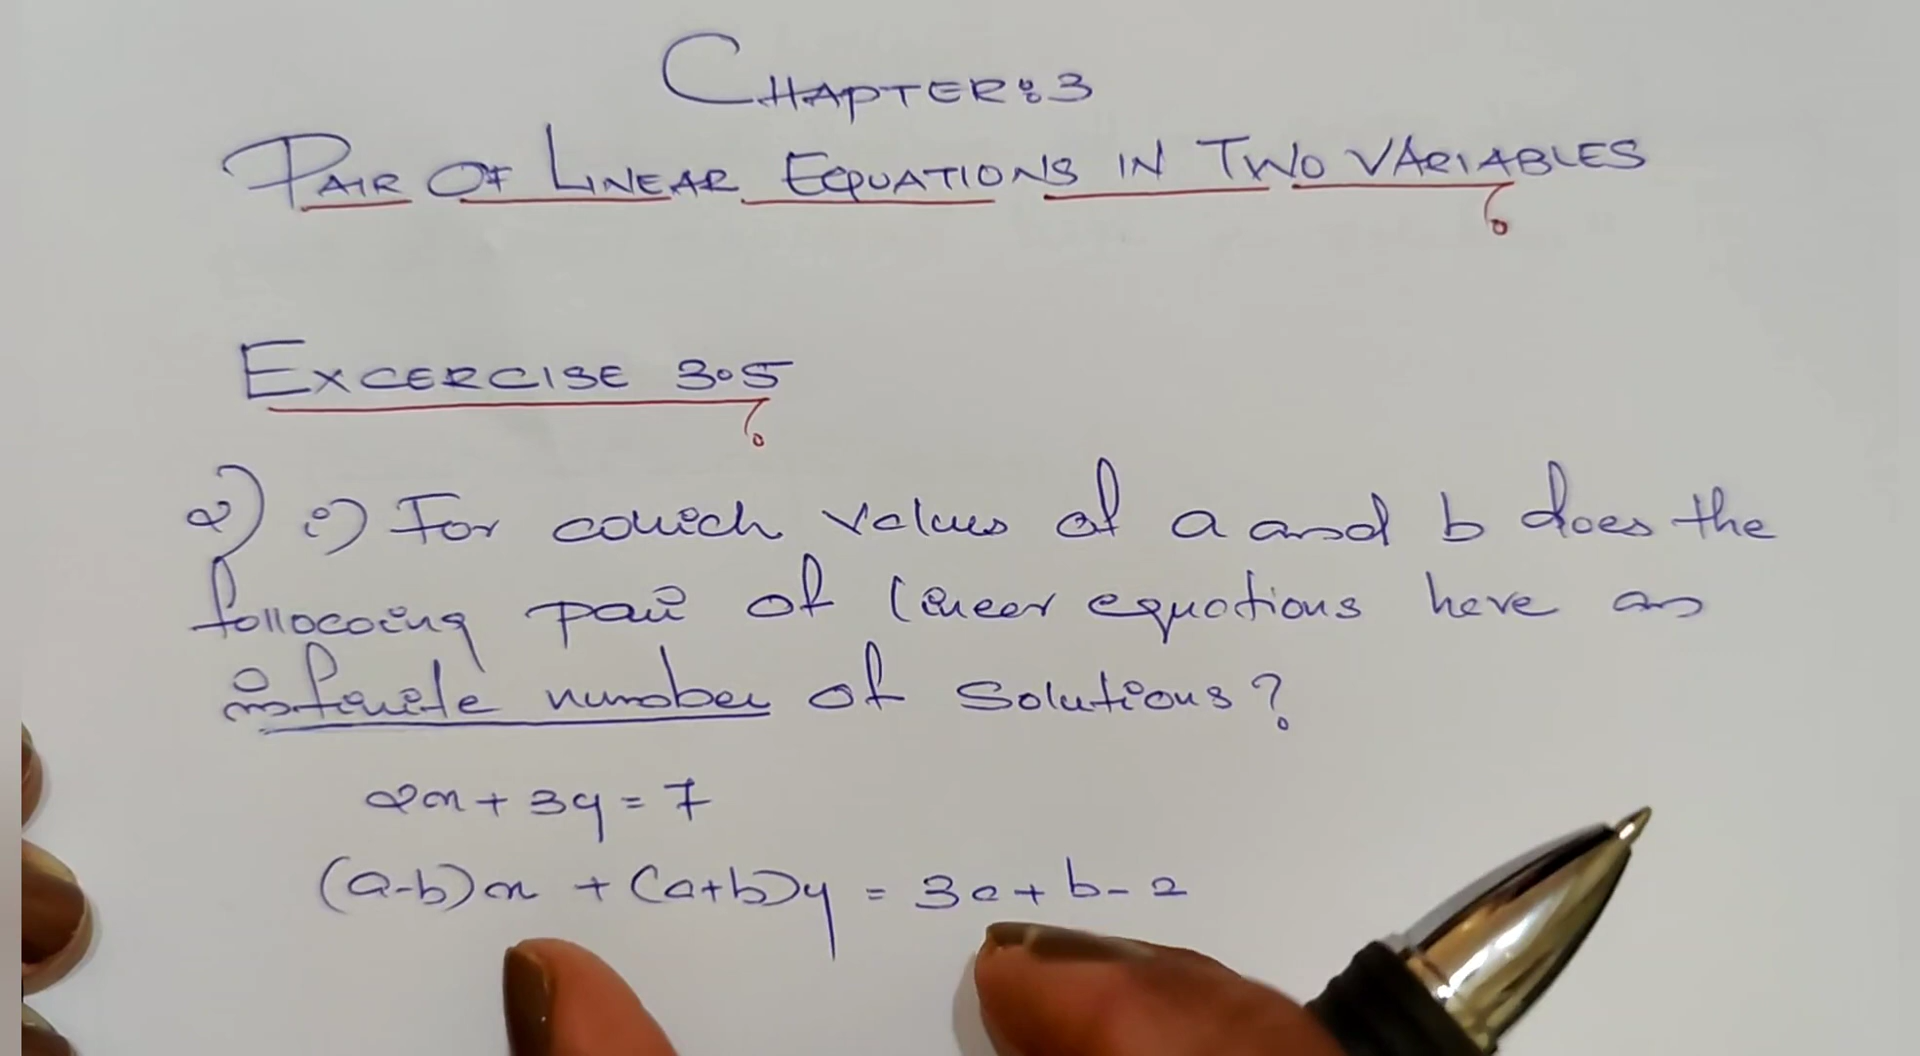 CHAPTER: 3
PAIR OF LINEAR EQUATIONS IN TWO VARIABLES
EXCERCISE 3.5
2) i) For which values of a and b does the
following pair of linear equations have an
infinite number of solutions?
2x + 3y = 7
(a-b)x + (a+b)y = 3a + b - 2